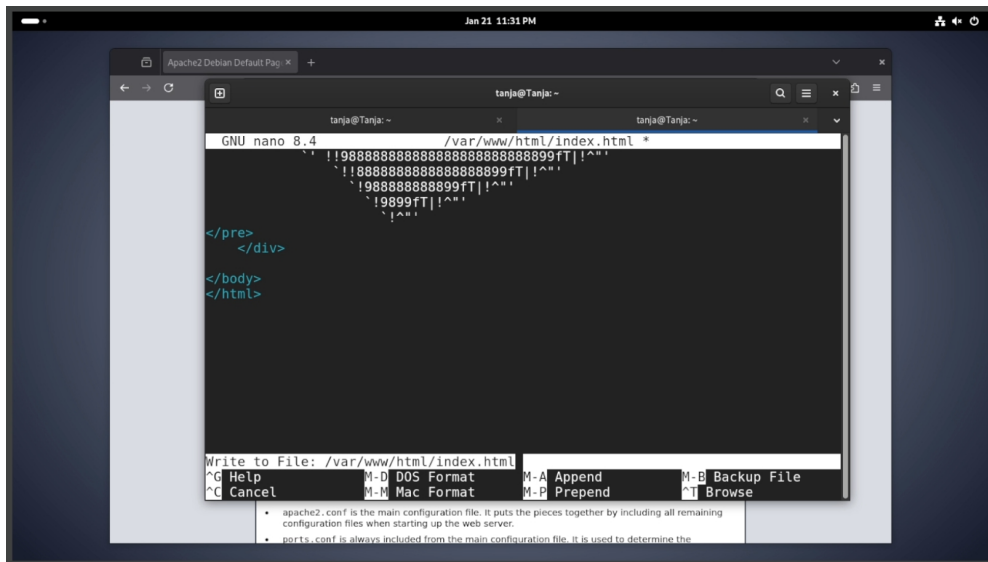 Jan 21 11:31 PM
Apache2 Debian Default Pag
tanja@Tanja: ~
tanja@Tanja: ~ tanja@Tanja: ~
GNU nano 8.4 /var/www/html/index.html *
`' !!9888888888888888888888888899fT|!^"'
`!!8888888888888888899fT|!^"'
`!988888888899fT|!^"'
`!9899fT|!^"'
`!^"'
</pre>
</div>
</body>
</html>
Write to File: /var/www/html/index.html
^G Help M-D DOS Format M-A Append M-B Backup File
^C Cancel M-M Mac Format M-P Prepend ^T Browse
apache2.conf is the main configuration file. It puts the pieces together by including all remaining
configuration files when starting up the web server.
ports.conf is always included from the main configuration file. It is used to determine the